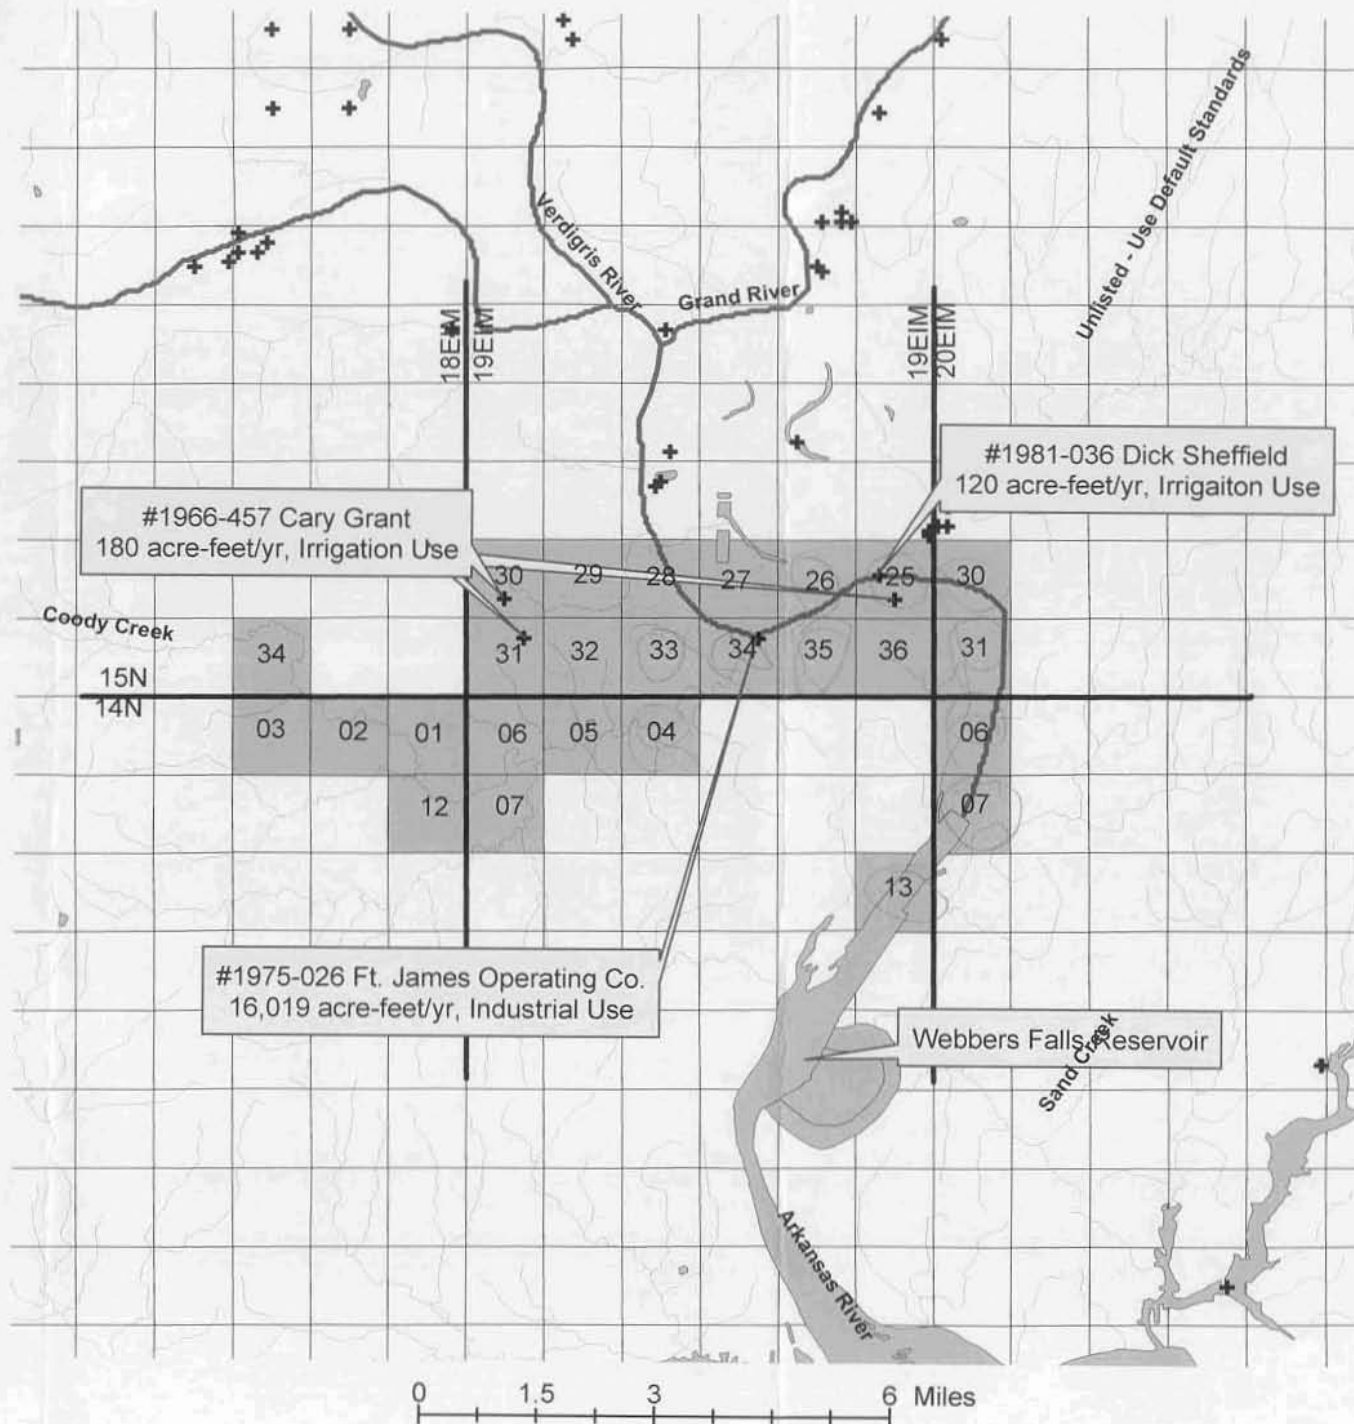 Unlisted - Use Default Standards
Verdigris River
Grand River
18EIM
19EIM
19EIM
20EIM
#1981-036 Dick Sheffield
120 acre-feet/yr, Irrigaiton Use
#1966-457 Cary Grant
180 acre-feet/yr, Irrigation Use
30 29 28 27 26 25 30
Coody Creek
34 31 32 33 34 35 36 31
15N
14N
03 02 01 06 05 04 06
12 07 07
13
#1975-026 Ft. James Operating Co.
16,019 acre-feet/yr, Industrial Use
Webbers Falls Reservoir
Sand Creek
Arkansas River
0 1.5 3 6 Miles